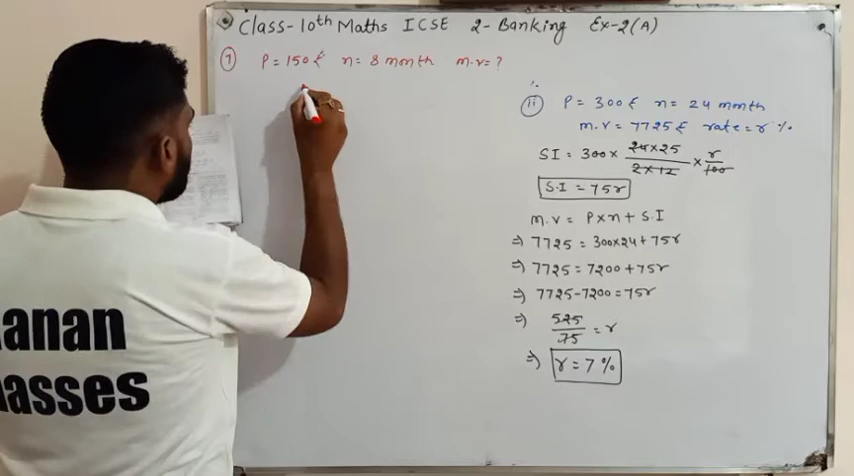 Class-10th Maths ICSE 2-Banking Ex-2(A)
7 P = 150 ₹ n = 8 month m.v = ?
ii P = 300 ₹ n = 24 month
m.v = 7725 ₹ rate = r %
SI = 300 × 24×25/2×12 × r/100
S.I = 75r
m.v = P×n + S.I
⇒ 7725 = 300×24 + 75r
⇒ 7725 = 7200 + 75r
⇒ 7725 - 7200 = 75r
⇒ 525/75 = r
⇒ r = 7 %
anan
lasses